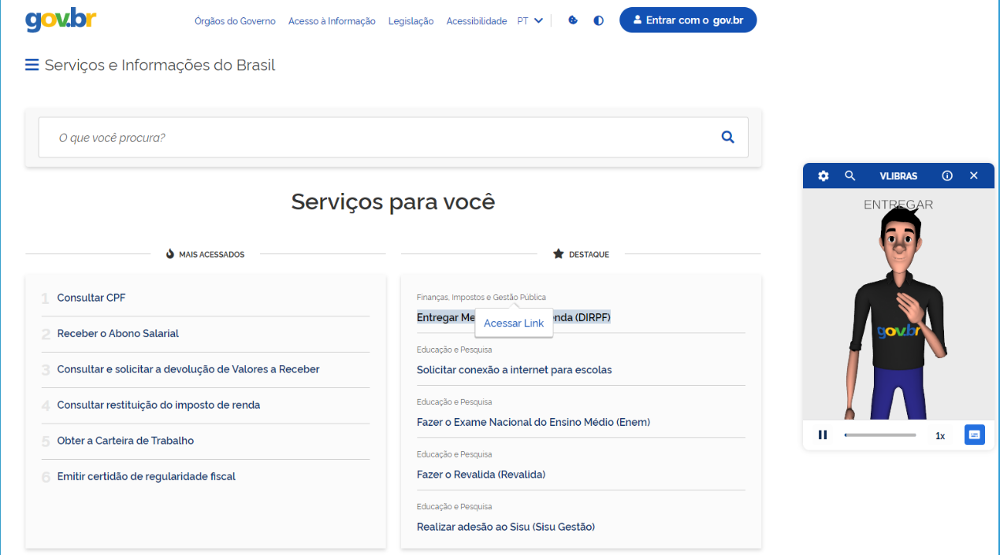 gov.br
Órgãos do Governo Acesso à Informação Legislação Acessibilidade PT
Entrar com o gov.br
Serviços e Informações do Brasil
O que você procura?
Serviços para você
MAIS ACESSADOS
1 Consultar CPF
2 Receber o Abono Salarial
3 Consultar e solicitar a devolução de Valores a Receber
4 Consultar restituição do imposto de renda
5 Obter a Carteira de Trabalho
6 Emitir certidão de regularidade fiscal
DESTAQUE
Finanças, Impostos e Gestão Pública
Entregar (DIRPF)
Acessar Link
Educação e Pesquisa
Solicitar conexão a internet para escolas
Educação e Pesquisa
Fazer o Exame Nacional do Ensino Médio (Enem)
Educação e Pesquisa
Fazer o Revalida (Revalida)
Educação e Pesquisa
Realizar adesão ao Sisu (Sisu Gestão)
VLIBRAS
ENTREGAR
gov.br
1x